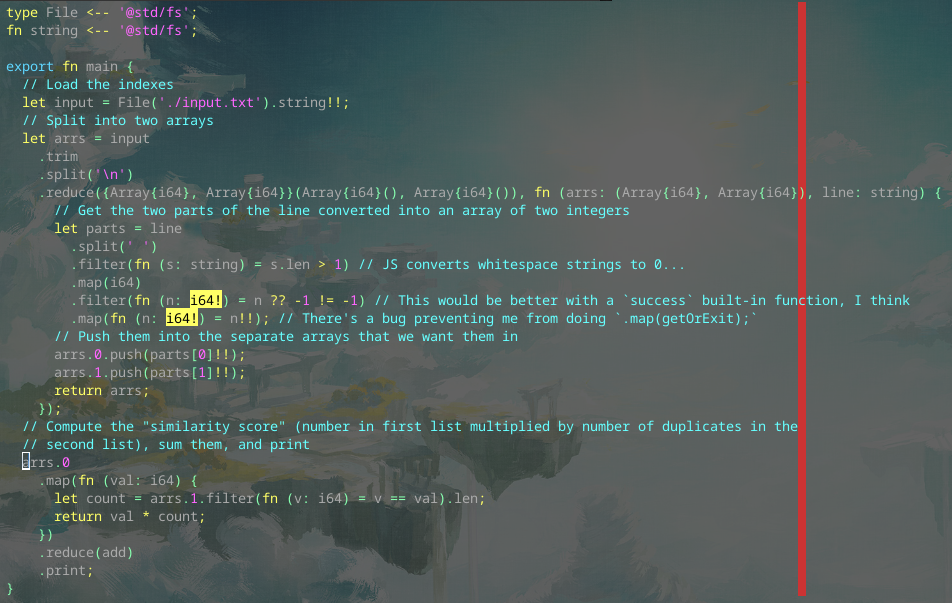 type File <-- '@std/fs';
fn string <-- '@std/fs';

export fn main {
  // Load the indexes
  let input = File('./input.txt').string!!;
  // Split into two arrays
  let arrs = input
    .trim
    .split('\n')
    .reduce({Array{i64}, Array{i64}}(Array{i64}(), Array{i64}()), fn (arrs: (Array{i64}, Array{i64}), line: string) {
      // Get the two parts of the line converted into an array of two integers
      let parts = line
        .split(' ')
        .filter(fn (s: string) = s.len > 1) // JS converts whitespace strings to 0...
        .map(i64)
        .filter(fn (n: i64!) = n ?? -1 != -1) // This would be better with a `success` built-in function, I think
        .map(fn (n: i64!) = n!!); // There's a bug preventing me from doing `.map(getOrExit);`
      // Push them into the separate arrays that we want them in
      arrs.0.push(parts[0]!!);
      arrs.1.push(parts[1]!!);
      return arrs;
    });
  // Compute the "similarity score" (number in first list multiplied by number of duplicates in the
  // second list), sum them, and print
  arrs.0
    .map(fn (val: i64) {
      let count = arrs.1.filter(fn (v: i64) = v == val).len;
      return val * count;
    })
    .reduce(add)
    .print;
}